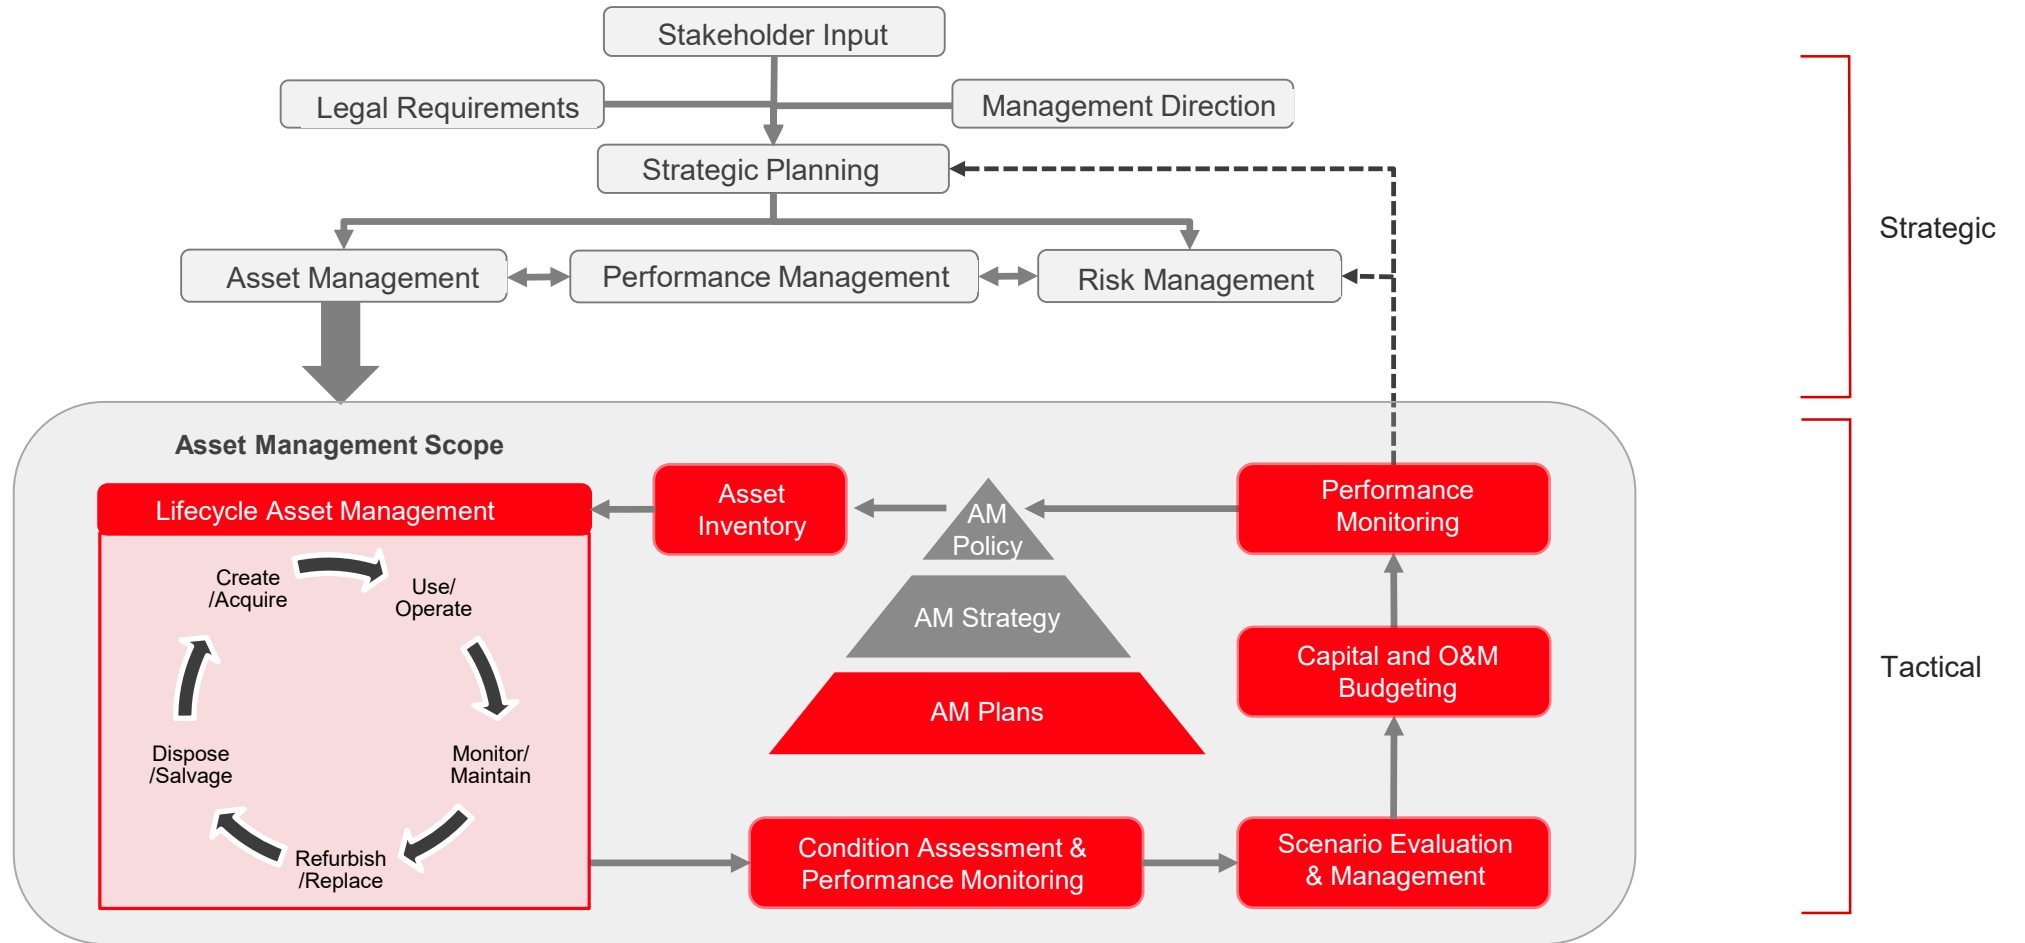 Stakeholder Input
Legal Requirements
Management Direction
Strategic Planning
Strategic
Asset Management
Performance Management
Risk Management
Asset Management Scope
Lifecycle Asset Management
Create
/Acquire
Use/
Operate
Monitor/
Maintain
Refurbish
/Replace
Dispose
/Salvage
Asset
Inventory
AM
Policy
AM Strategy
AM Plans
Performance
Monitoring
Capital and O&M
Budgeting
Tactical
Condition Assessment &
Performance Monitoring
Scenario Evaluation
& Management